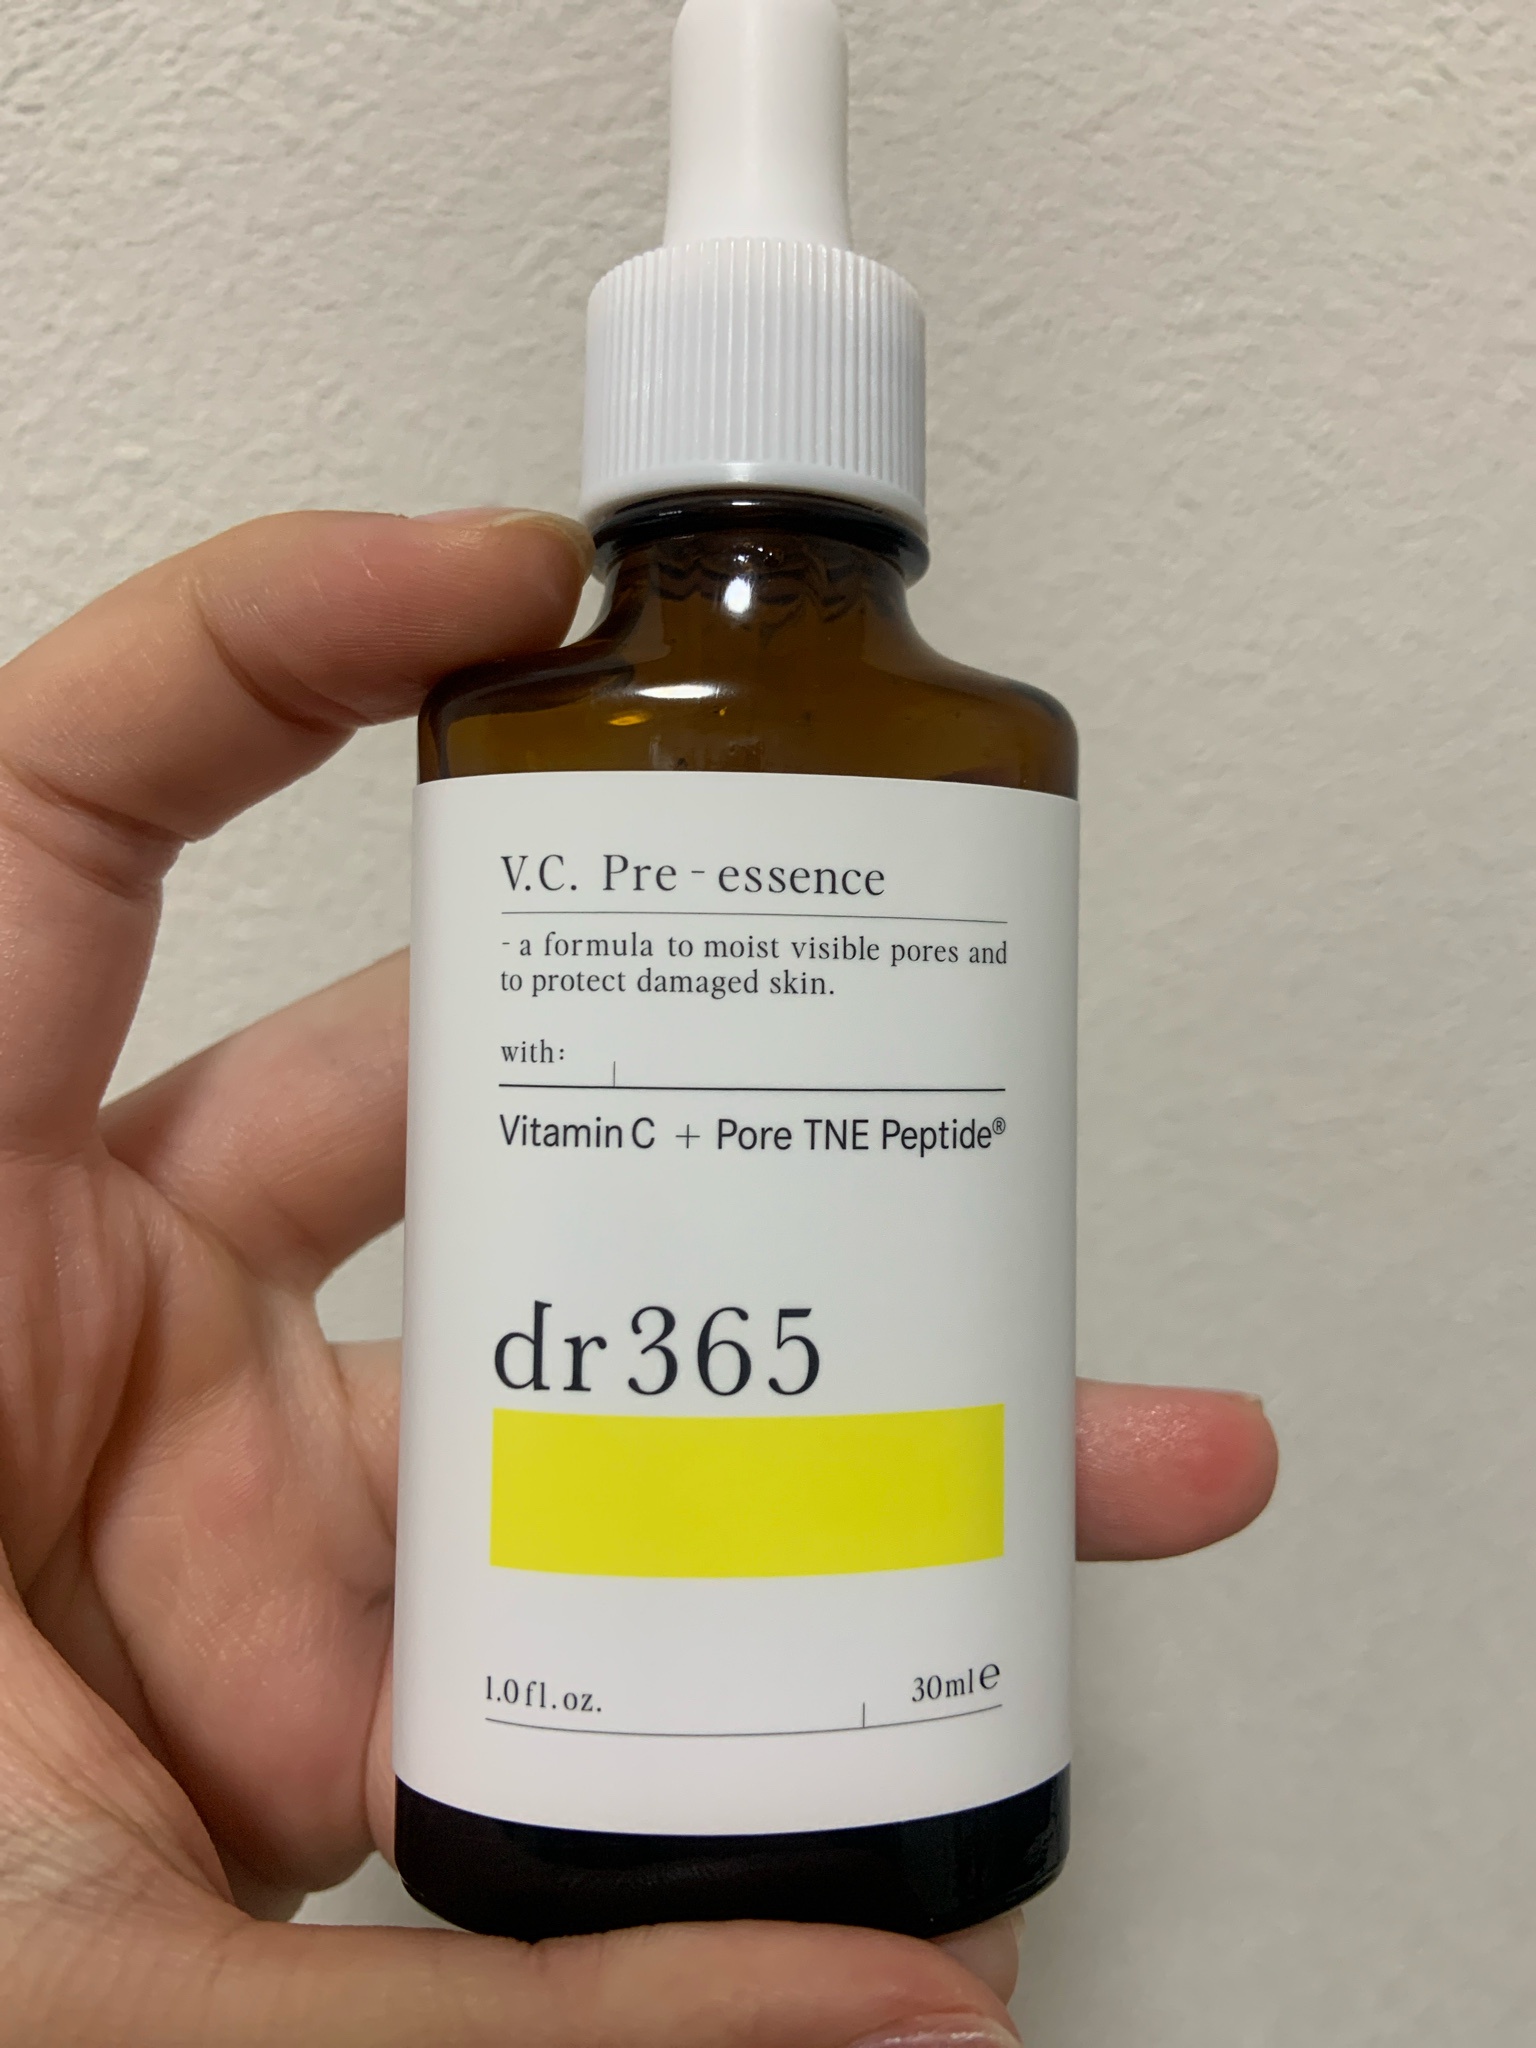 V.C. Pre-essence
- a formula to moist visible pores and
to protect damaged skin.
with:
Vitamin C + Pore TNE Peptide®
dr365
1.0 fl.oz. 30ml℮